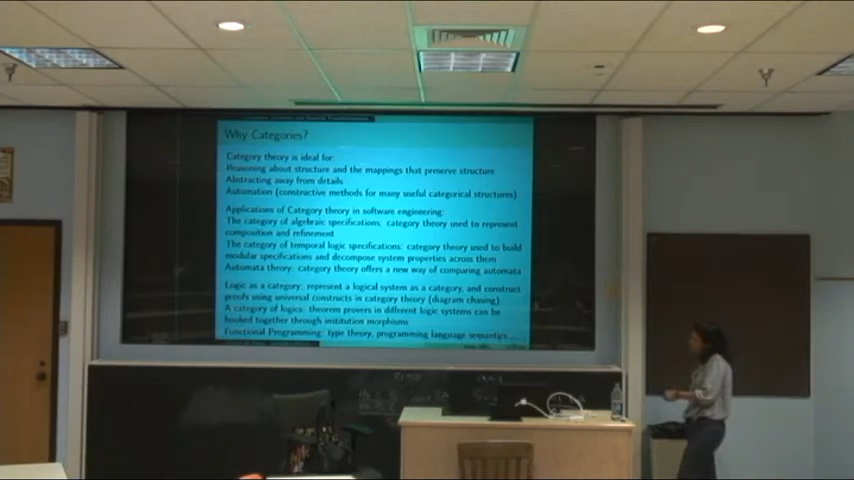 Why Categories?
Category theory is ideal for:
Reasoning about structure and the mappings that preserve structure
Abstracting away from details
Automation (constructive methods for many useful categorical structures)
Applications of Category theory in software engineering:
The category of algebraic specifications: category theory used to represent
composition and refinement
The category of temporal logic specifications: category theory used to build
modular specifications and decompose system properties across them
Automata theory: category theory offers a new way of comparing automata
Logic as a category: represent a logical system as a category, and construct
proofs using universal constructs in category theory (diagram chasing).
A category of logics: theorem provers in different logic systems can be
hooked together through institution morphisms
Functional Programming: type theory, programming language semantics...